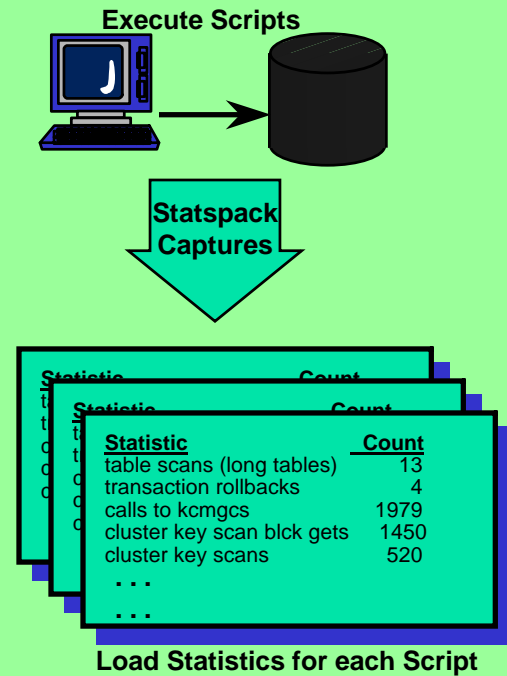 Execute Scripts
Statspack
Captures
Statistic Count
Statistic Count
Statistic Count
table scans (long tables) 13
transaction rollbacks 4
calls to kcmgcs 1979
cluster key scan blck gets 1450
cluster key scans 520
. . .
. . .
Load Statistics for each Script